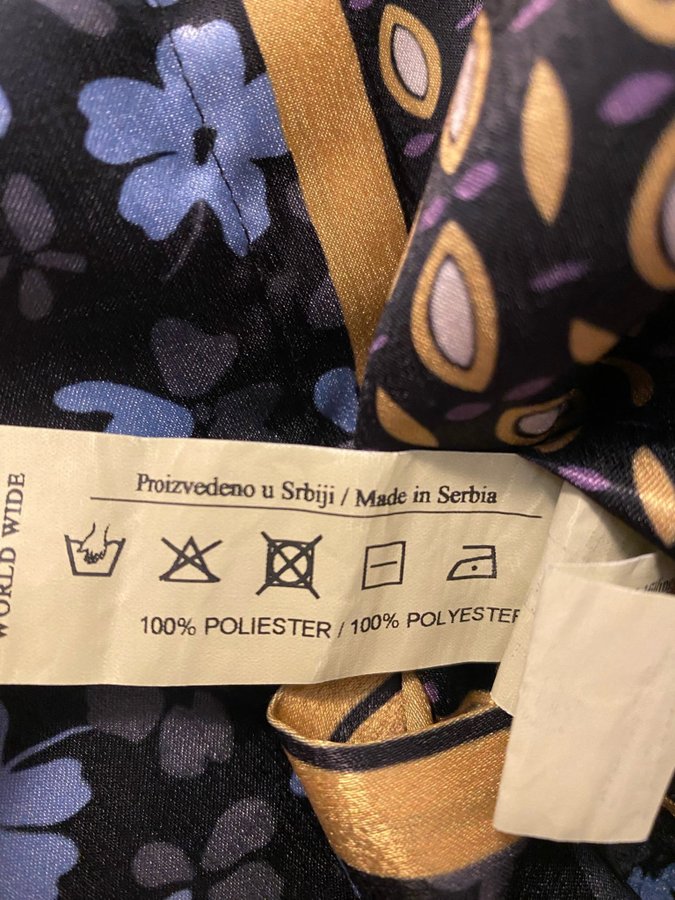 WORLD WIDE
Proizvedeno u Srbiji / Made in Serbia
100% POLIESTER / 100% POLYESTER